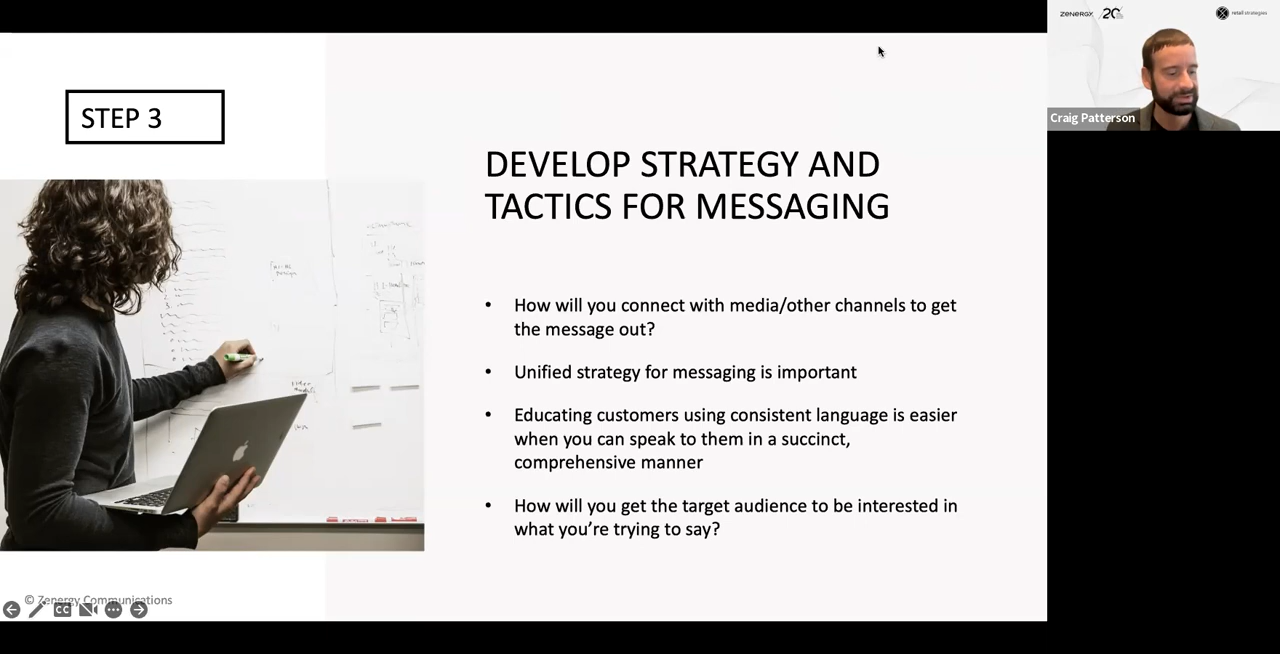 ZENERGY 20
retail strategies
Craig Patterson
STEP 3
DEVELOP STRATEGY AND
TACTICS FOR MESSAGING
• How will you connect with media/other channels to get
the message out?
• Unified strategy for messaging is important
• Educating customers using consistent language is easier
when you can speak to them in a succinct,
comprehensive manner
• How will you get the target audience to be interested in
what you’re trying to say?
© Zenergy Communications
CC